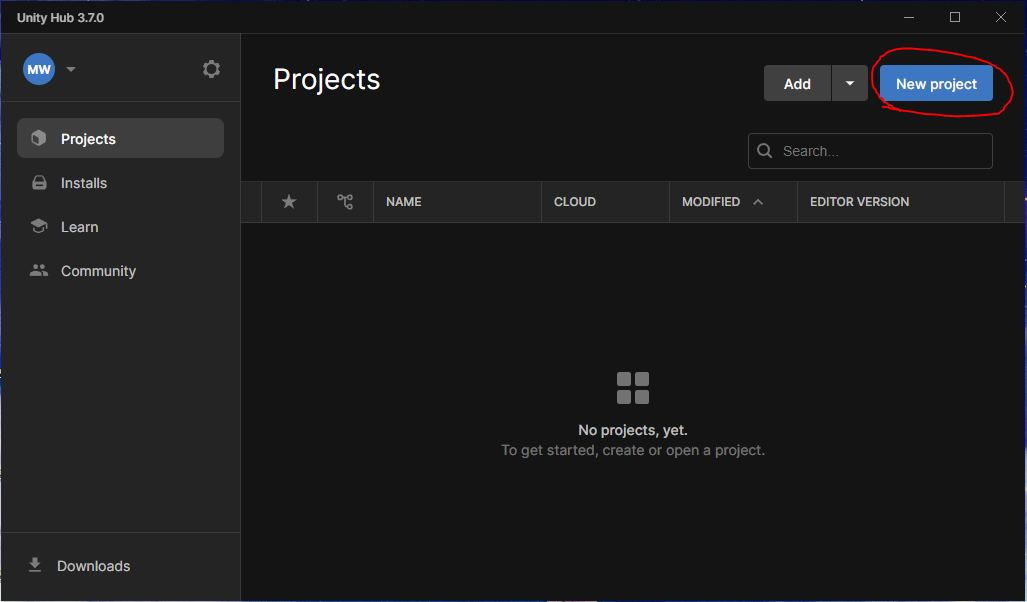 Unity Hub 3.7.0
MW
Projects
Installs
Learn
Community
Downloads
Projects
Add
New project
Search...
NAME CLOUD MODIFIED EDITOR VERSION
No projects, yet.
To get started, create or open a project.